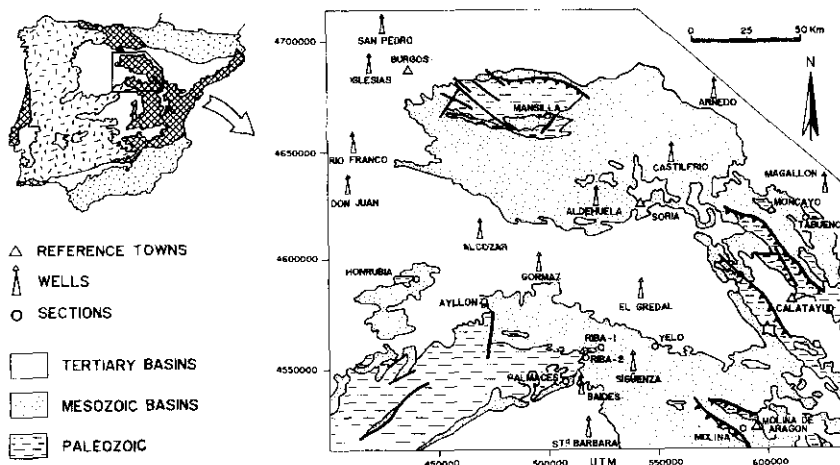 REFERENCE TOWNS
WELLS
SECTIONS
TERTIARY BASINS
MESOZOIC BASINS
PALEOZOIC
0 25 50 Km
N
4700000
4650000
4600000
4550000
SAN PEDRO
BURGOS
IGLESIAS
MANSILLA
ARNEDO
RIO FRANCO
CASTILFRIO
MAGALLON
DON JUAN
MONCAYO
ALDEHUELA
SORIA
TABUENCA
ALCOZAR
GORMAZ
HONRUBIA
EL GREDAL
CALATAYUD
AYLLON
RIBA-1
YELO
RIBA-2
SIGÜENZA
PALMACES
BAIDES
MOLINA DE
ARAGON
MOLINA
STª BARBARA
450000 500000 UTM 550000 600000